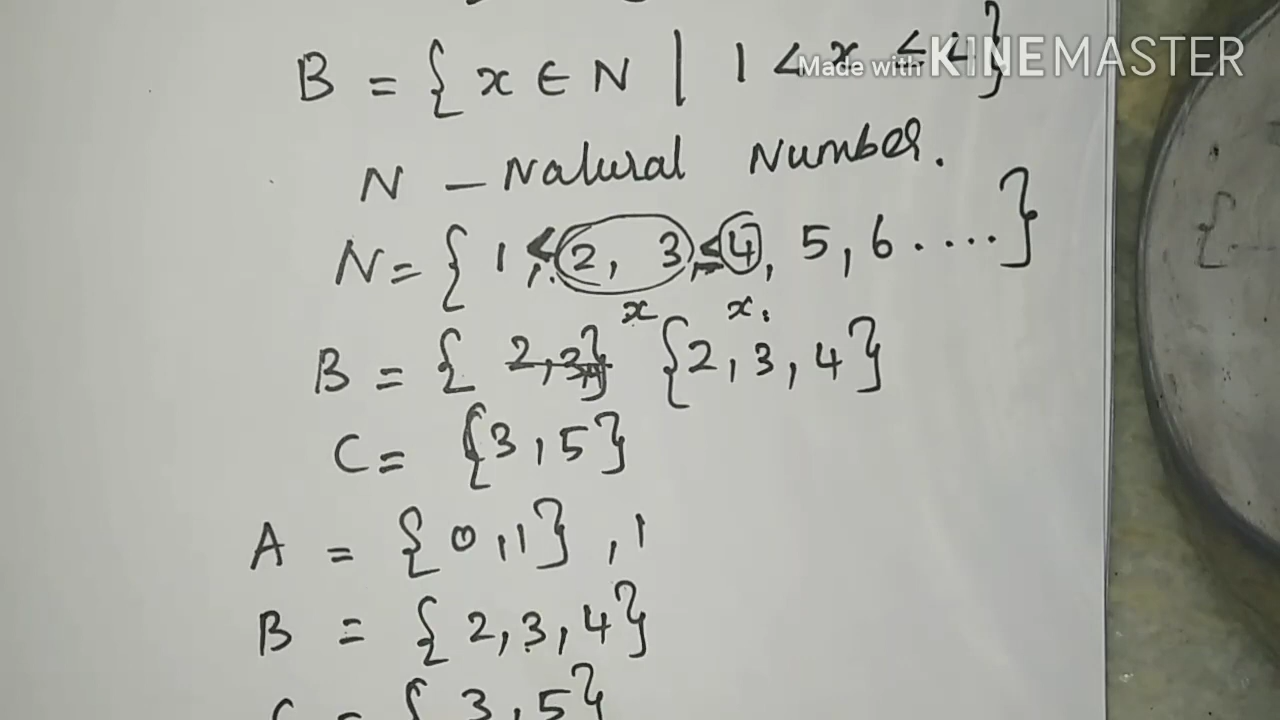 B = { x ∈ N | 1 < x ≤ 4 }
Made with KINEMASTER
N – Natural Number.
N = { 1, < 2, 3, ≤ 4, 5, 6 .... }
x x.
B = { 2, 3} {2, 3, 4}
C = {3, 5}
A = {0, 1} , 1
B = {2, 3, 4}
C = {3, 5}